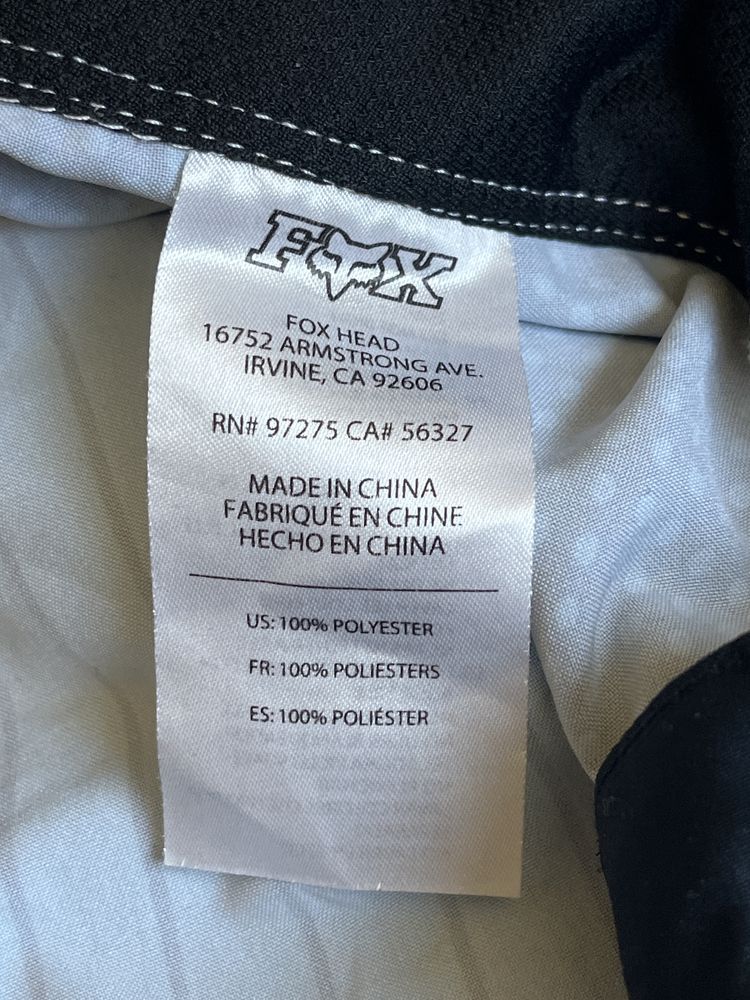 FOX
FOX HEAD
16752 ARMSTRONG AVE.
IRVINE, CA 92606
RN# 97275 CA# 56327
MADE IN CHINA
FABRIQUÉ EN CHINE
HECHO EN CHINA
US: 100% POLYESTER
FR: 100% POLIESTERS
ES: 100% POLIÉSTER